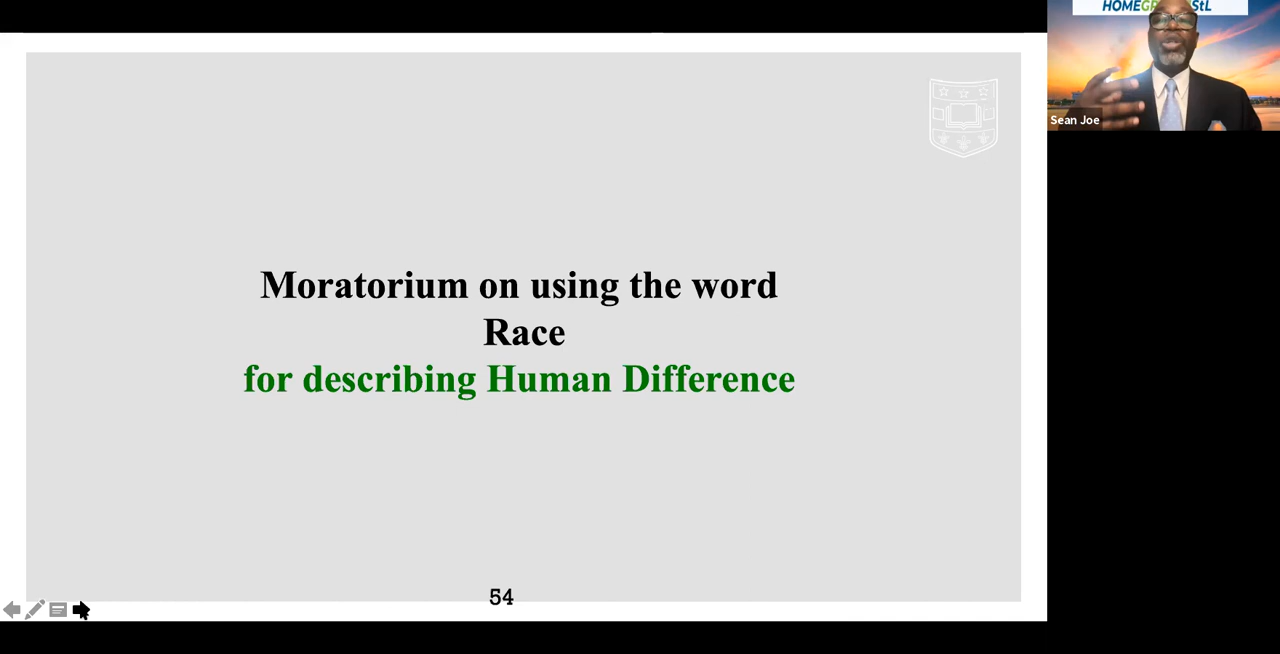 Moratorium on using the word
Race
for describing Human Difference
54
Sean Joe